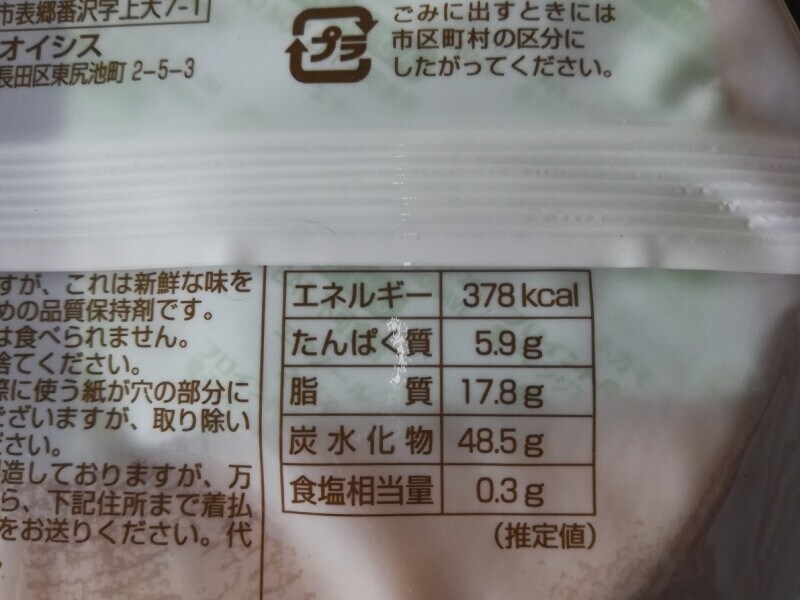 市表郷番沢字上大7-1
オイシス
長田区東尻池町 2-5-3
プラ
ごみに出すときには
市区町村の区分に
したがってください。
すが、これは新鮮な味を
めの品質保持剤です。
は食べられません。
捨てください。
際に使う紙が穴の部分に
ございますが、取り除い
ださい。
造しておりますが、万
ら、下記住所まで着払
をお送りください。代
エネルギー 378 kcal
たんぱく質 5.9 g
脂質 17.8 g
炭水化物 48.5 g
食塩相当量 0.3 g
(推定値)